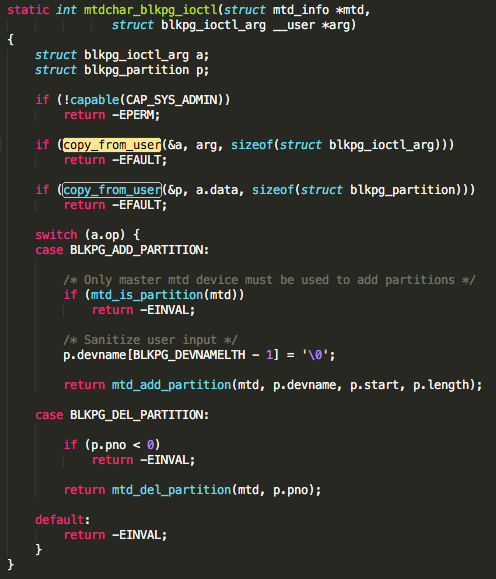 static int mtdchar_blkpg_ioctl(struct mtd_info *mtd,
struct blkpg_ioctl_arg __user *arg)
{
struct blkpg_ioctl_arg a;
struct blkpg_partition p;
if (!capable(CAP_SYS_ADMIN))
return -EPERM;
if (copy_from_user(&a, arg, sizeof(struct blkpg_ioctl_arg)))
return -EFAULT;
if (copy_from_user(&p, a.data, sizeof(struct blkpg_partition)))
return -EFAULT;
switch (a.op) {
case BLKPG_ADD_PARTITION:
/* Only master mtd device must be used to add partitions */
if (mtd_is_partition(mtd))
return -EINVAL;
/* Sanitize user input */
p.devname[BLKPG_DEVNAMELTH - 1] = '\0';
return mtd_add_partition(mtd, p.devname, p.start, p.length);
case BLKPG_DEL_PARTITION:
if (p.pno < 0)
return -EINVAL;
return mtd_del_partition(mtd, p.pno);
default:
return -EINVAL;
}
}